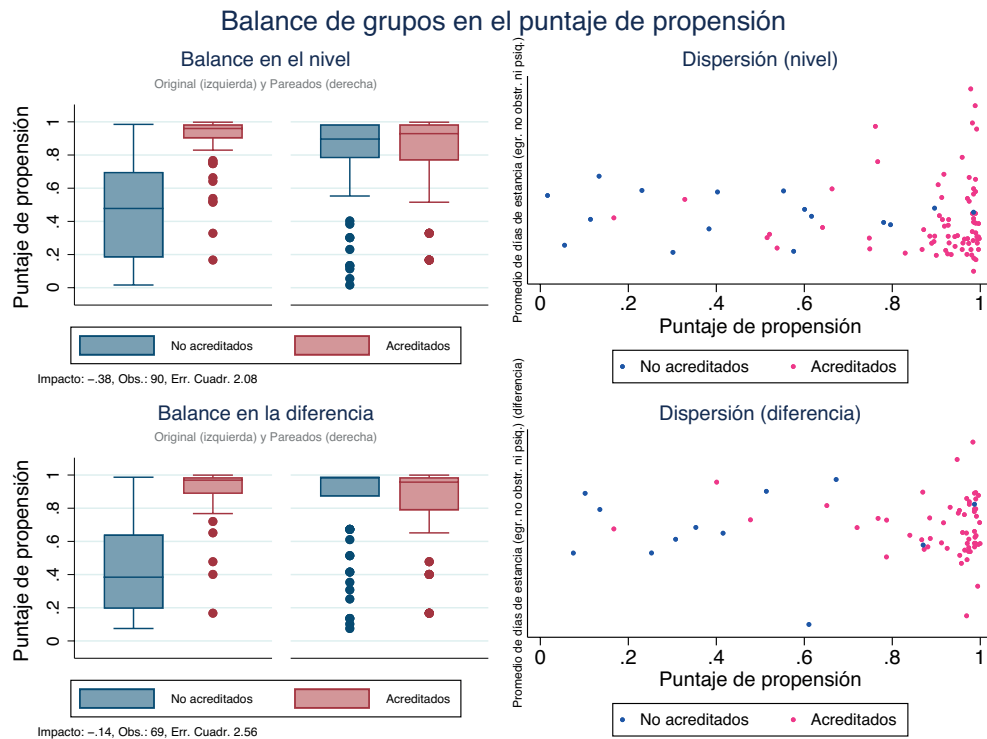 Balance de grupos en el puntaje de propensión
Balance en el nivel
Original (izquierda) y Pareados (derecha)
Puntaje de propensión
0 .2 .4 .6 .8 1
No acreditados Acreditados
Impacto: −.38, Obs.: 90, Err. Cuadr. 2.08
Dispersión (nivel)
Promedio de días de estancia (egr. no obstr. ni psiq.)
0 .2 .4 .6 .8 1
Puntaje de propensión
No acreditados Acreditados
Balance en la diferencia
Original (izquierda) y Pareados (derecha)
Puntaje de propensión
0 .2 .4 .6 .8 1
No acreditados Acreditados
Impacto: −.14, Obs.: 69, Err. Cuadr. 2.56
Dispersión (diferencia)
Promedio de días de estancia (egr. no obstr. ni psiq.) (diferencia)
0 .2 .4 .6 .8 1
Puntaje de propensión
No acreditados Acreditados